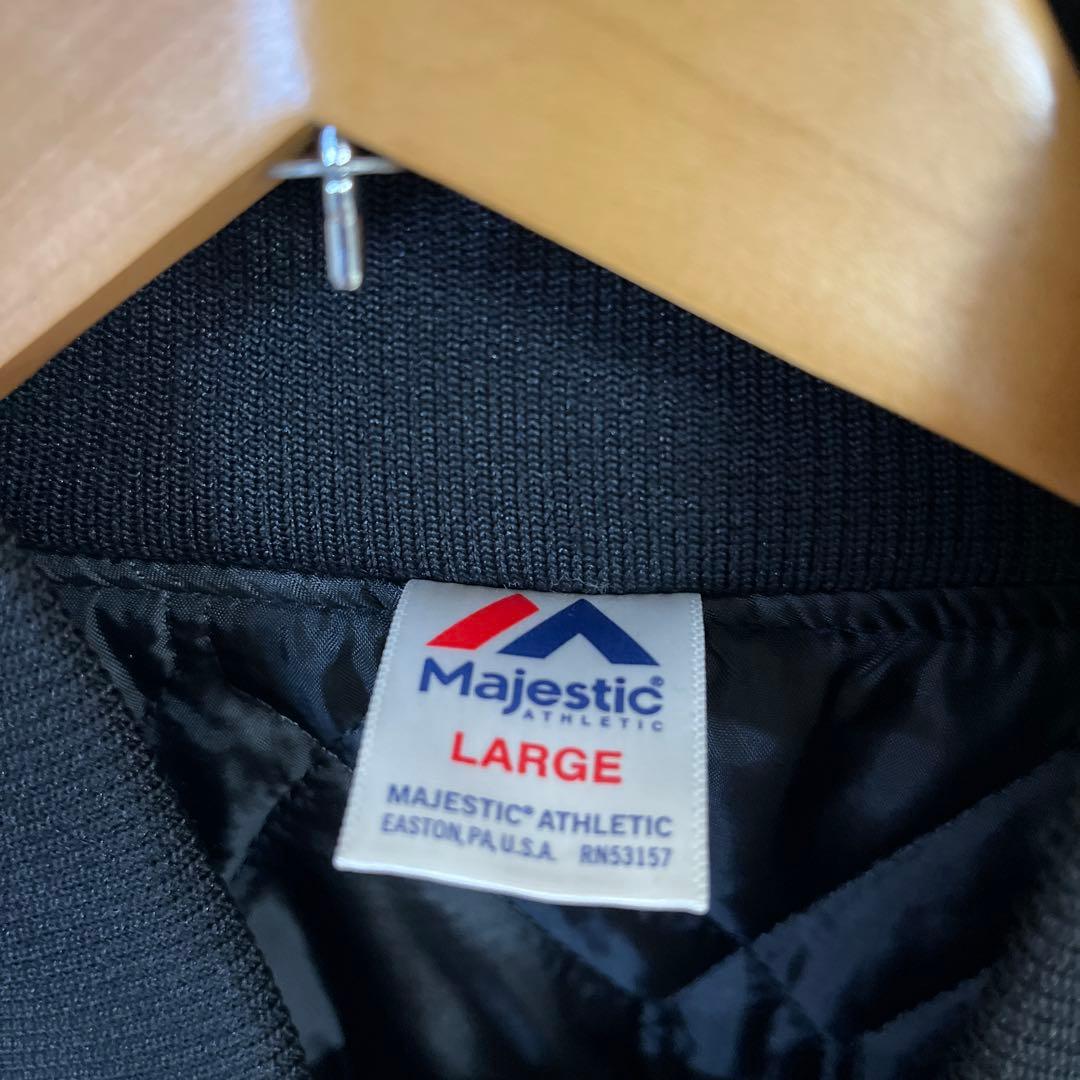 Majestic®
ATHLETIC
LARGE
MAJESTIC® ATHLETIC
EASTON, PA, U.S.A. RN53157